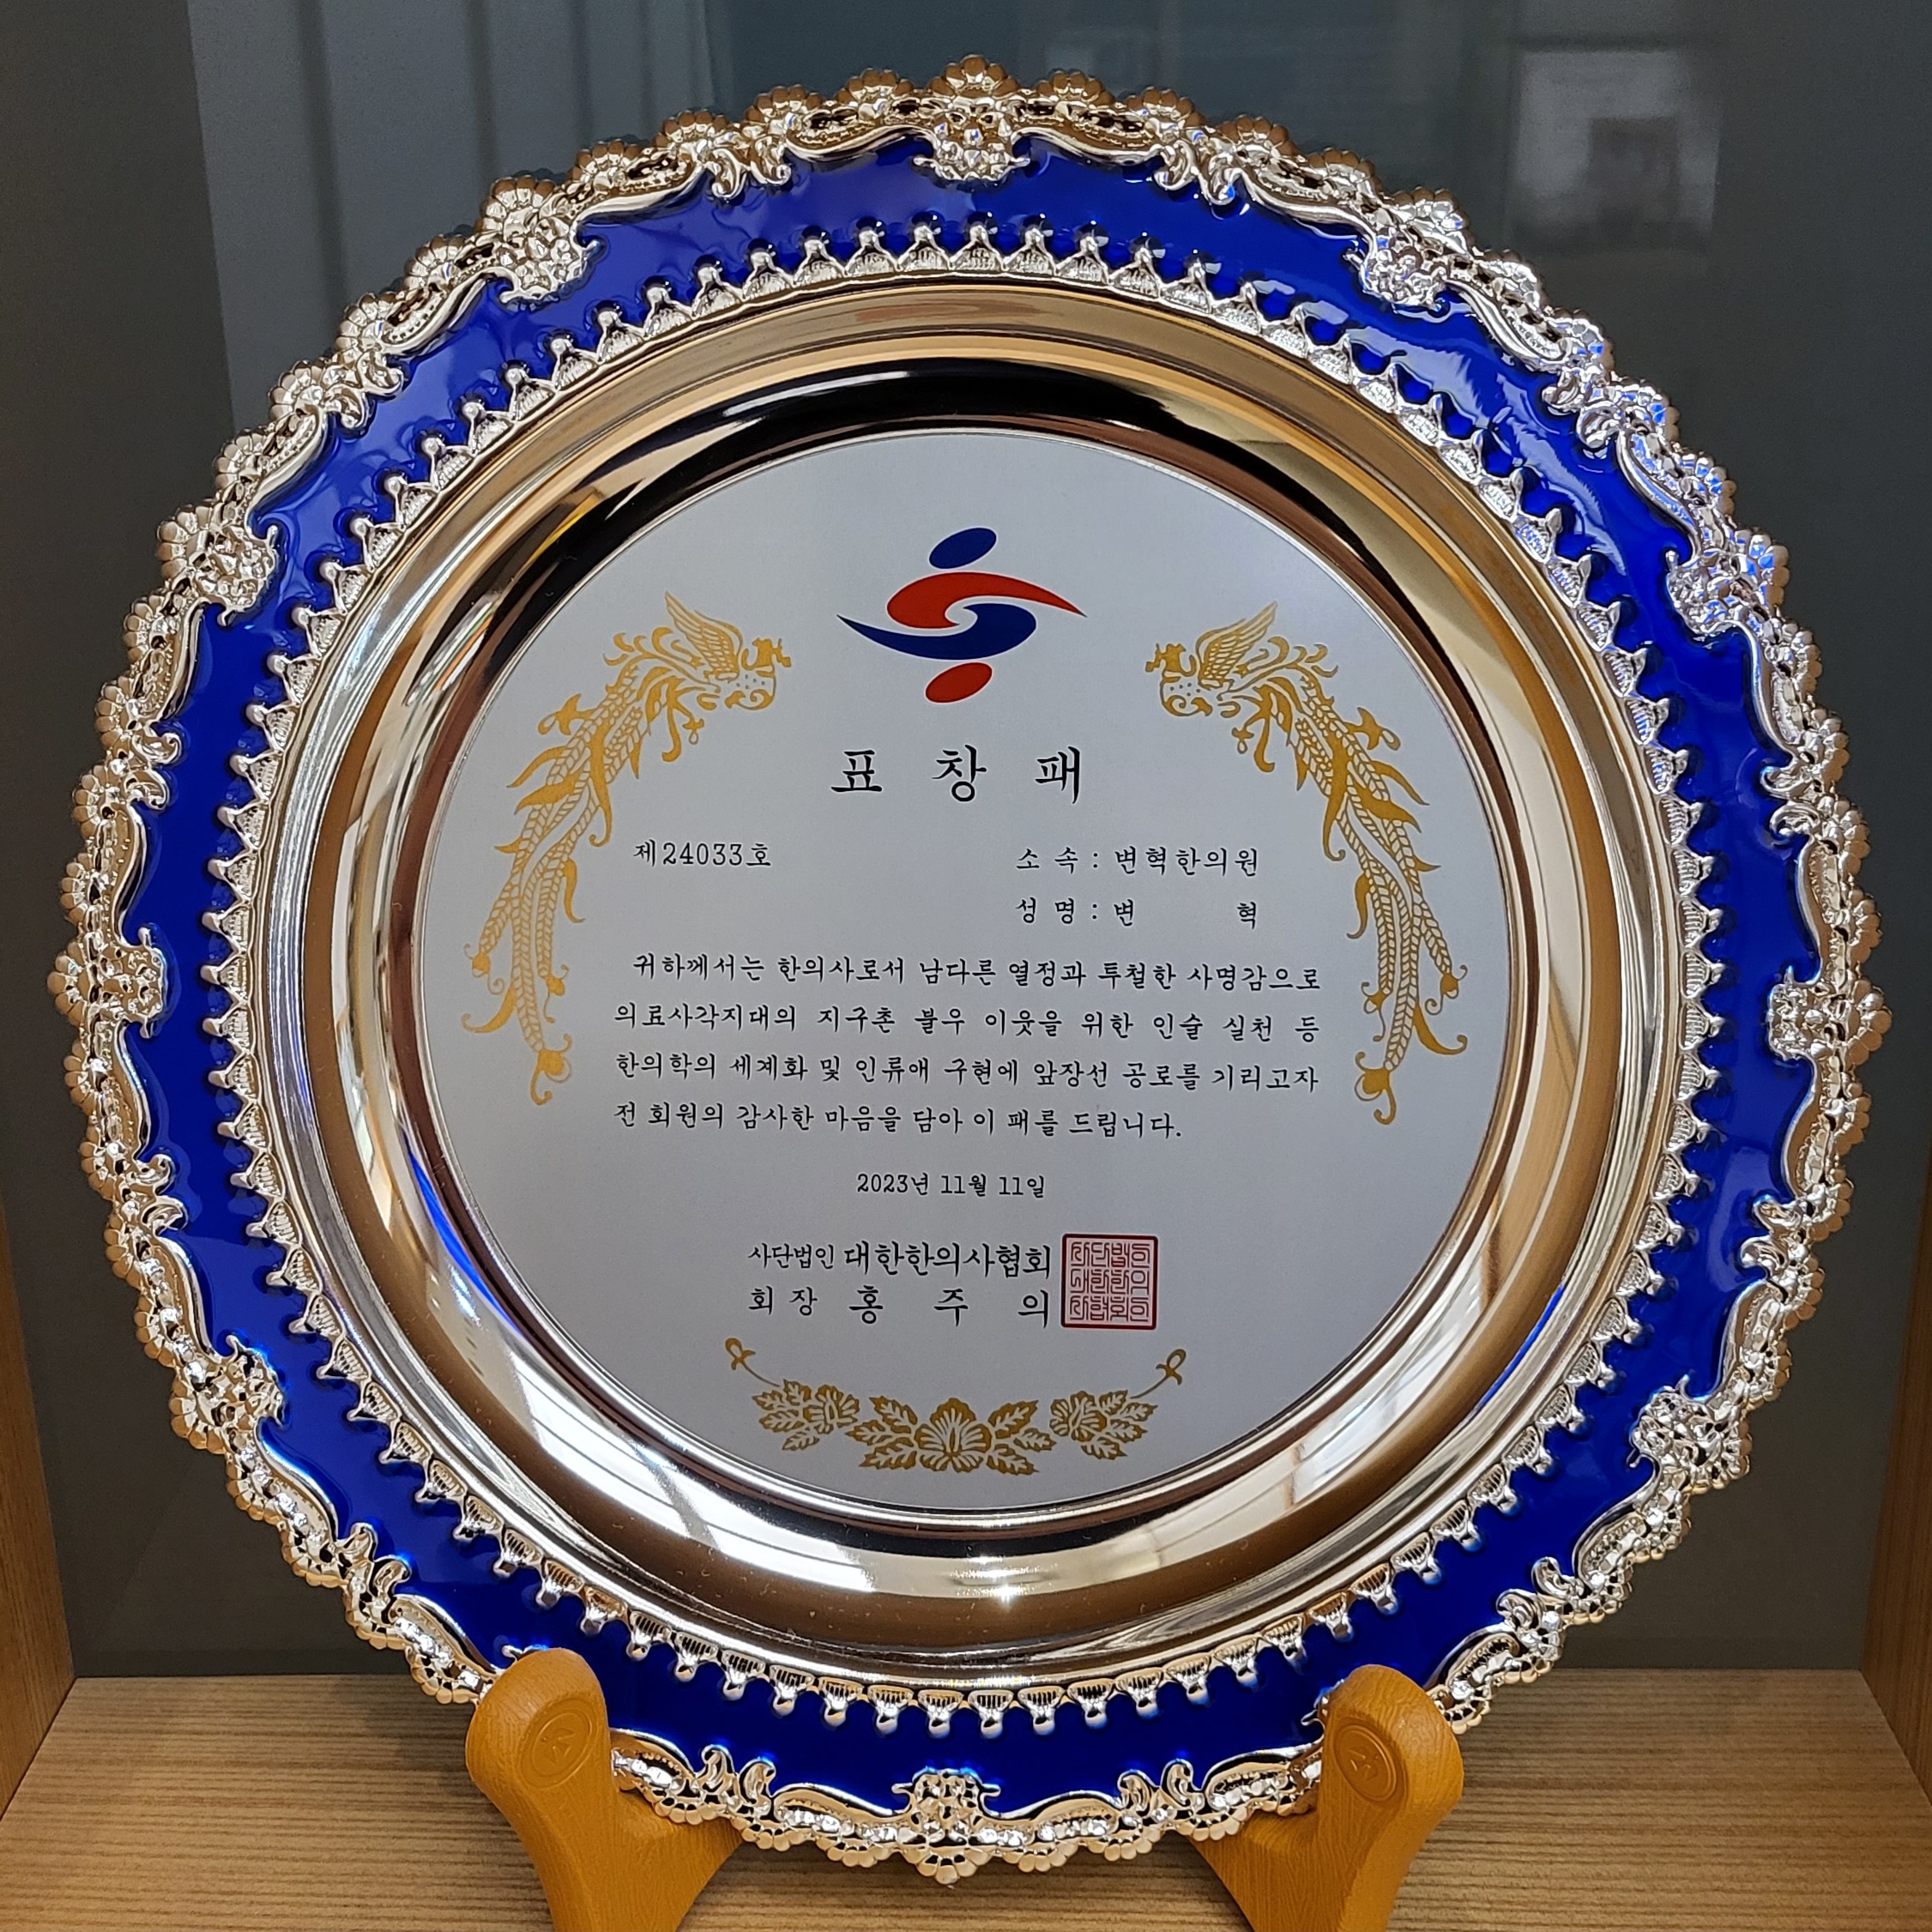 표 창 패
제24033호
소 속 : 변혁한의원
성 명 : 변 혁
귀하께서는 한의사로서 남다른 열정과 투철한 사명감으로
의료사각지대의 지구촌 불우 이웃을 위한 인술 실천 등
한의학의 세계화 및 인류애 구현에 앞장선 공로를 기리고자
전 회원의 감사한 마음을 담아 이 패를 드립니다.
2023년 11월 11일
사단법인 대한한의사협회
회 장 홍 주 의